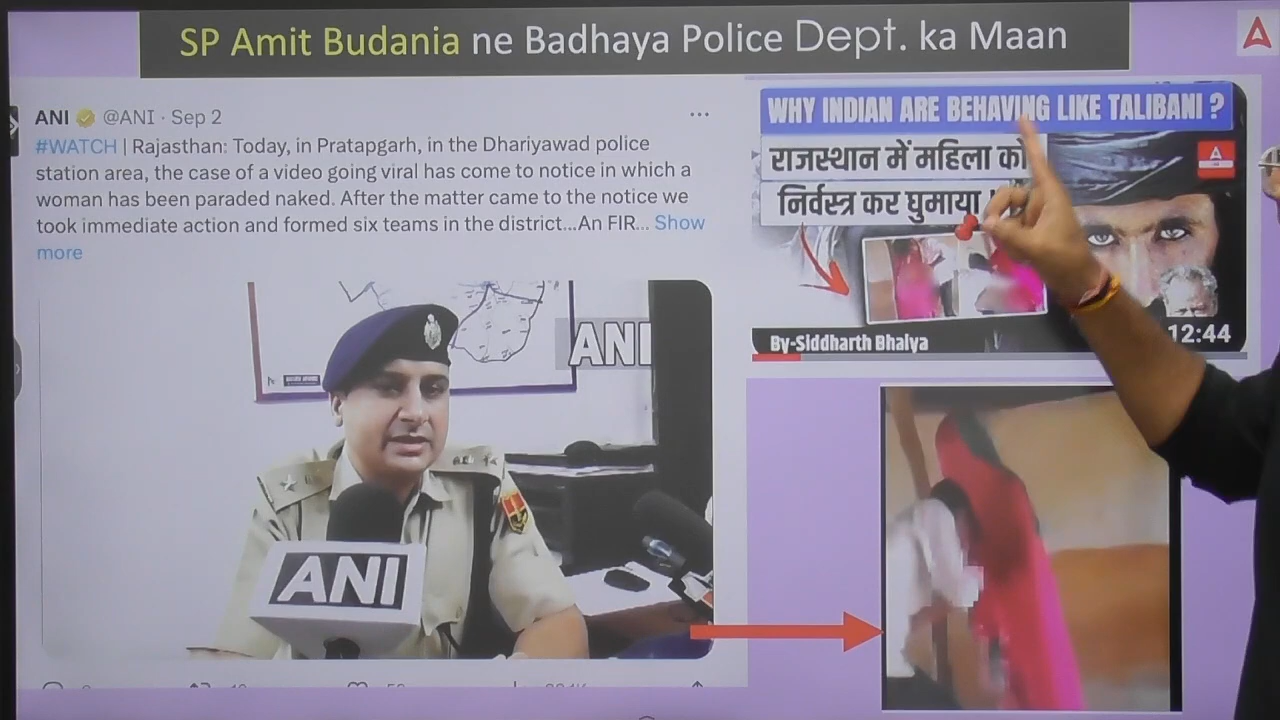 SP Amit Budania ne Badhaya Police Dept. ka Maan
ANI @ANI · Sep 2
#WATCH | Rajasthan: Today, in Pratapgarh, in the Dhariyawad police
station area, the case of a video going viral has come to notice in which a
woman has been paraded naked. After the matter came to the notice we
took immediate action and formed six teams in the district...An FIR... Show
more
ANI
ANI
WHY INDIAN ARE BEHAVING LIKE TALIBANI ?
राजस्थान में महिला को
निर्वस्त्र कर घुमाया
By-Siddharth Bhaiya
12:44